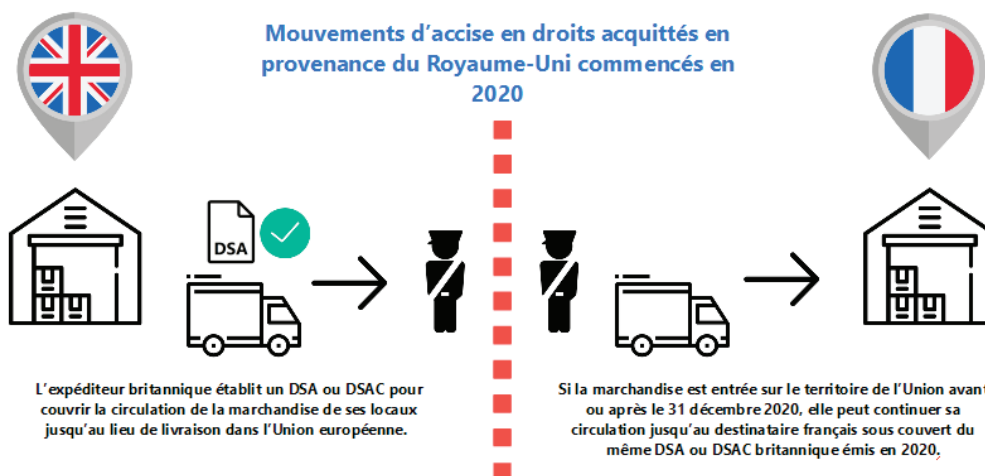 Mouvements d'accise en droits acquittés en
provenance du Royaume-Uni commencés en
2020
DSA
L'expéditeur britannique établit un DSA ou DSAC pour
couvrir la circulation de la marchandise de ses locaux
jusqu'au lieu de livraison dans l'Union européenne.
Si la marchandise est entrée sur le territoire de l'Union avant
ou après le 31 décembre 2020, elle peut continuer sa
circulation jusqu'au destinataire français sous couvert du
même DSA ou DSAC britannique émis en 2020.